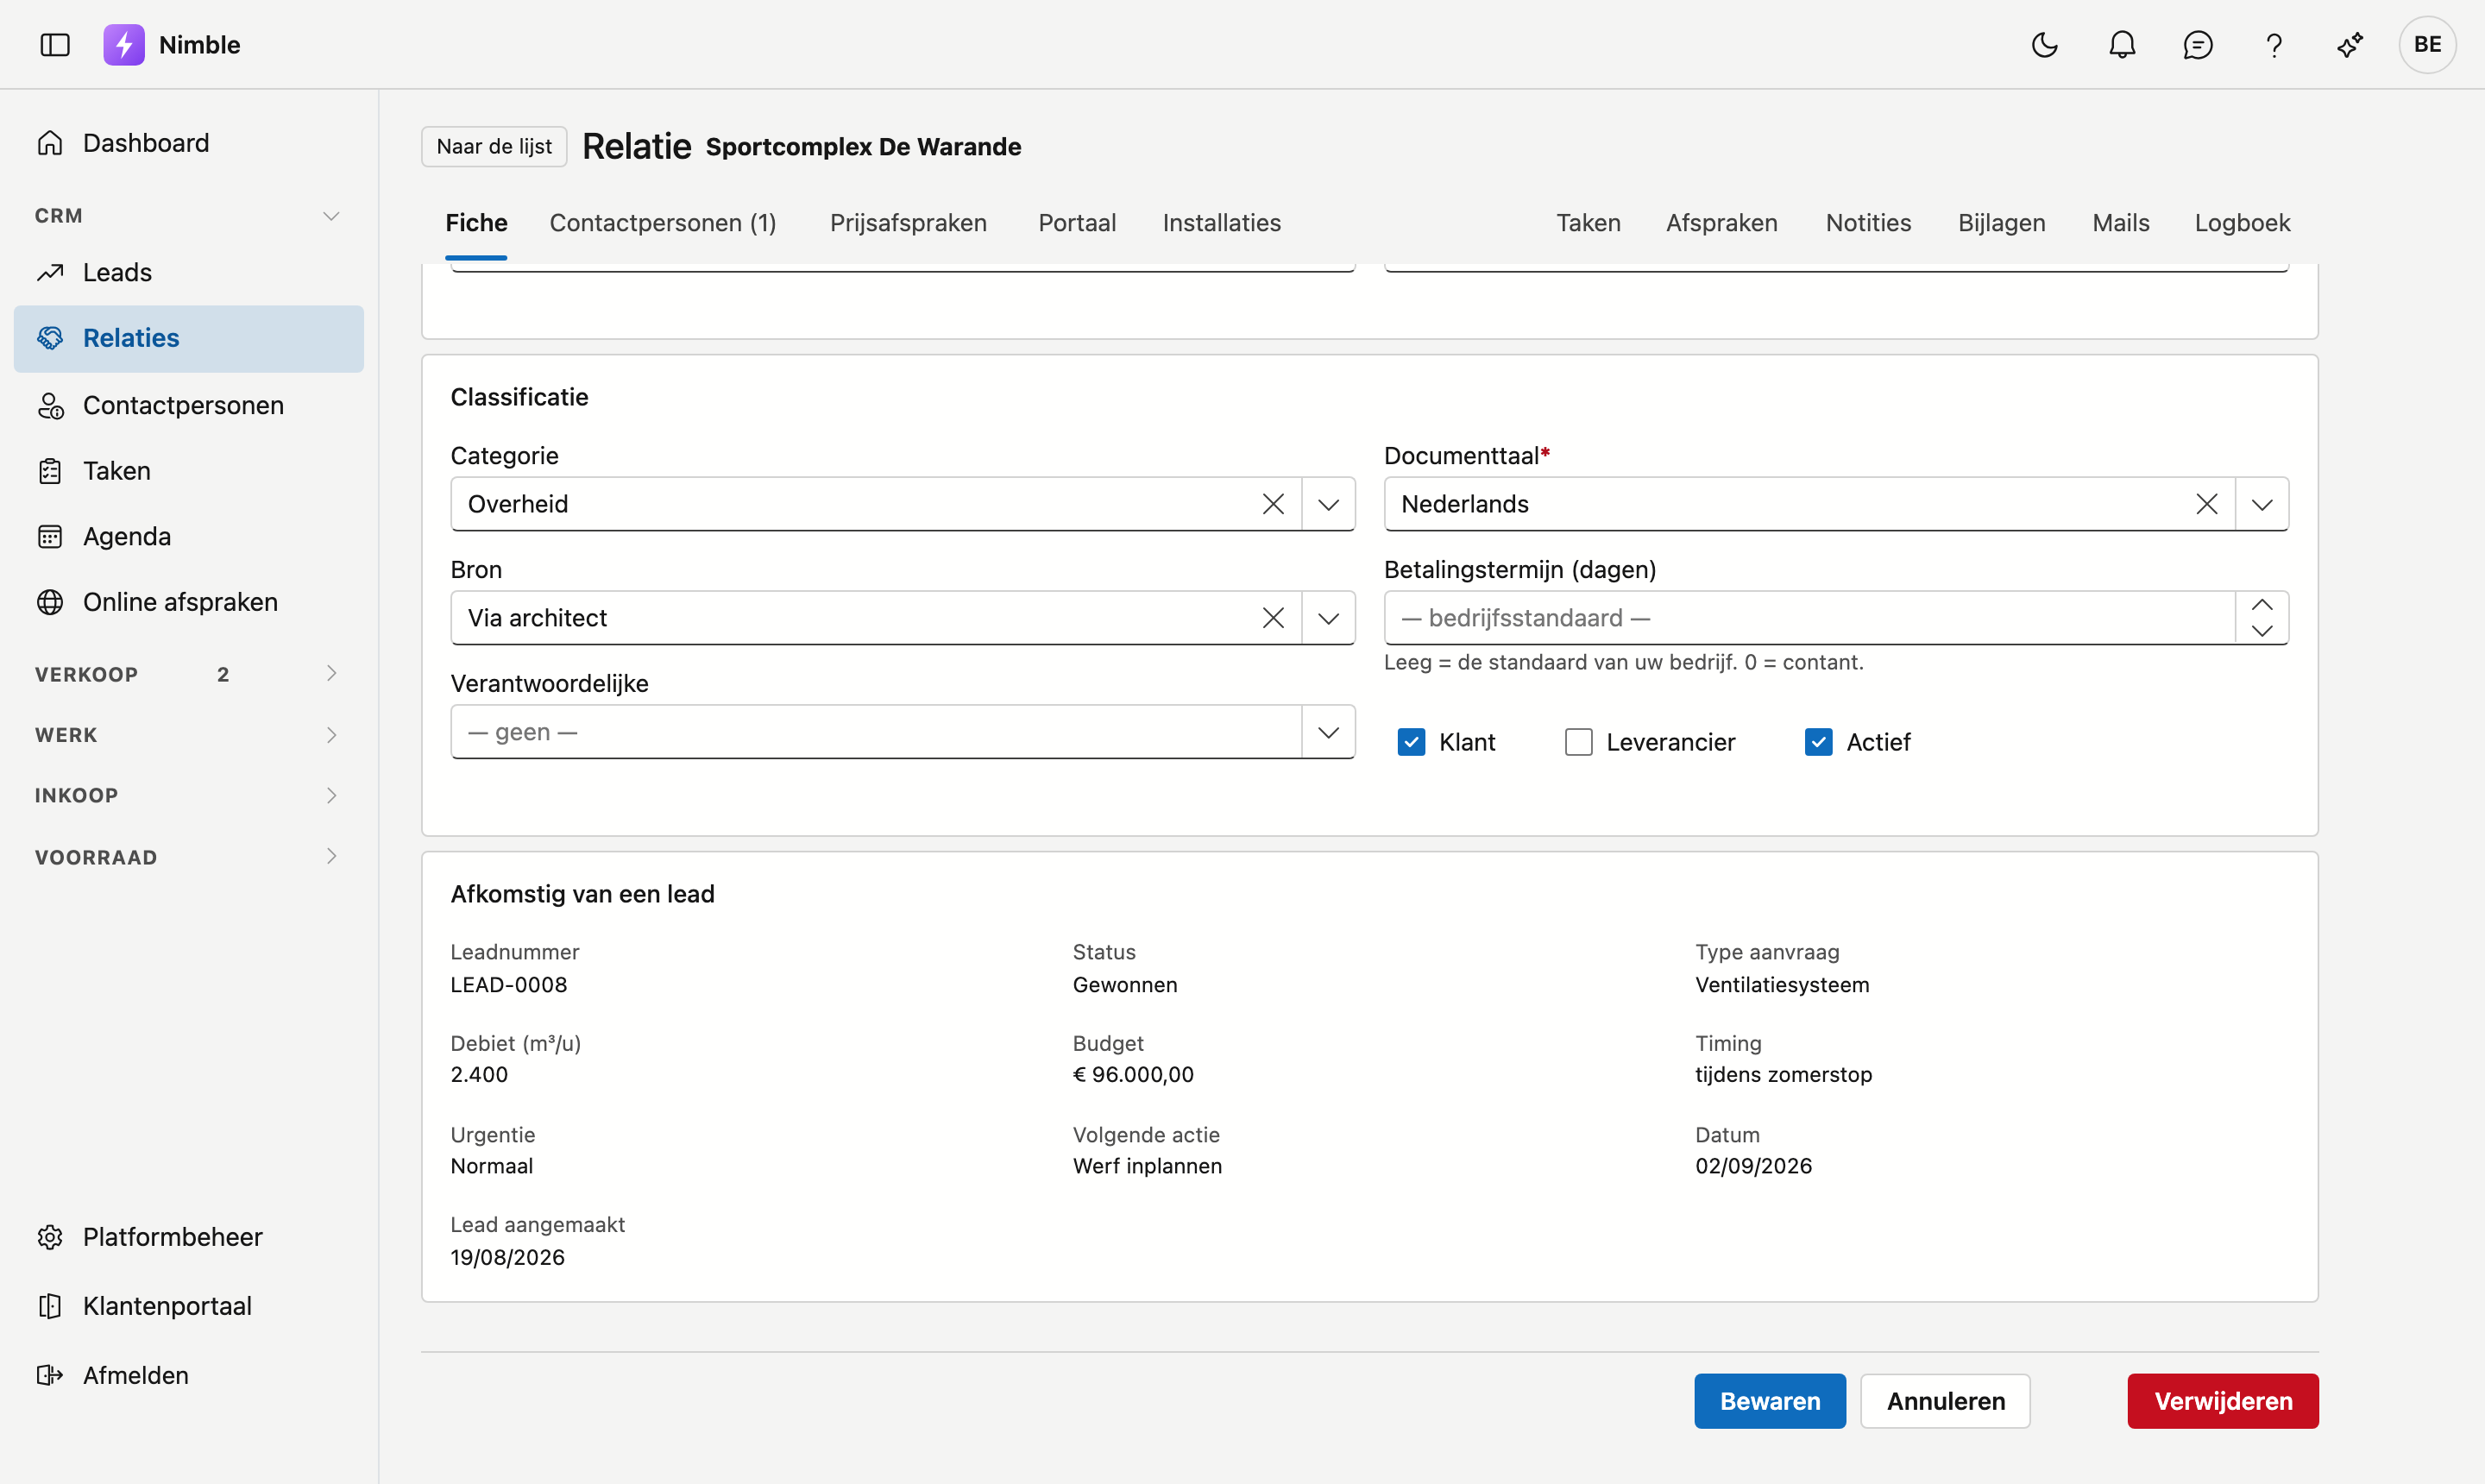 Nimble
BE
Dashboard
CRM
Leads
Relaties
Contactpersonen
Taken
Agenda
Online afspraken
VERKOOP 2
WERK
INKOOP
VOORRAAD
Platformbeheer
Klantenportaal
Afmelden
Naar de lijst Relatie Sportcomplex De Warande
Fiche Contactpersonen (1) Prijsafspraken Portaal Installaties Taken Afspraken Notities Bijlagen Mails Logboek
Classificatie
Categorie
Overheid
Documenttaal*
Nederlands
Bron
Via architect
Betalingstermijn (dagen)
— bedrijfsstandaard —
Leeg = de standaard van uw bedrijf. 0 = contant.
Verantwoordelijke
— geen —
Klant Leverancier Actief
Afkomstig van een lead
Leadnummer Status Type aanvraag
LEAD-0008 Gewonnen Ventilatiesysteem
Debiet (m³/u) Budget Timing
2.400 € 96.000,00 tijdens zomerstop
Urgentie Volgende actie Datum
Normaal Werf inplannen 02/09/2026
Lead aangemaakt
19/08/2026
Bewaren Annuleren Verwijderen